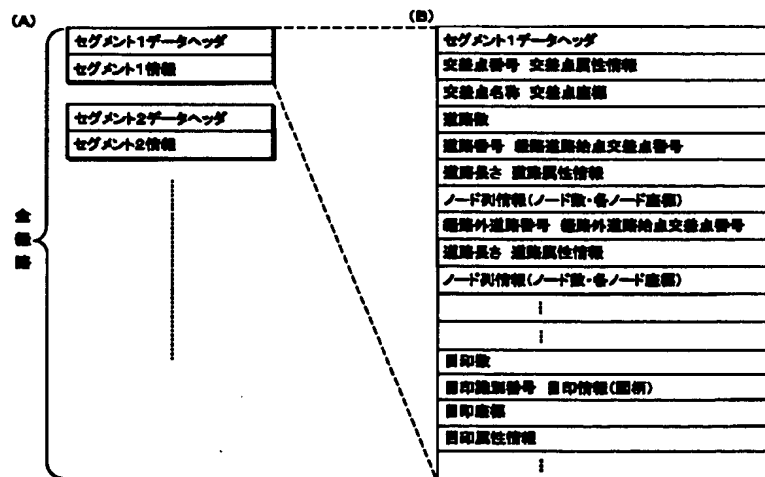 (A)
セグメント1データヘッダ
セグメント1情報
セグメント2データヘッダ
セグメント2情報
全経路
(B)
セグメント1データヘッダ
交差点番号 交差点属性情報
交差点名称 交差点座標
道路数
道路番号 経路道路始点交差点番号
道路長さ 道路属性情報
ノード列情報(ノード数・各ノード座標)
経路外道路番号 経路外道路始点交差点番号
道路長さ 道路属性情報
ノード列情報(ノード数・各ノード座標)
目印数
目印識別番号 目印情報(図柄)
目印座標
目印属性情報